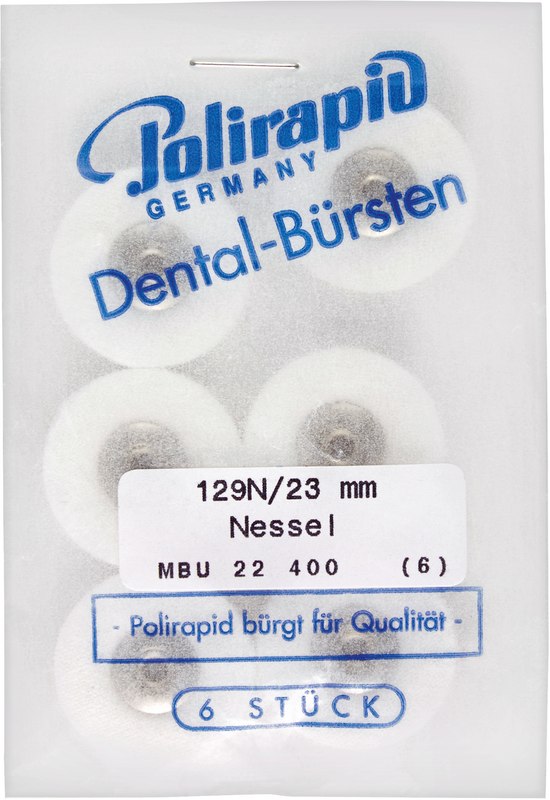 Polirapid
GERMANY
Dental-Bürsten
129N/23 mm
Nessel
MBU 22 400 (6)
- Polirapid bürgt für Qualität -
6 STÜCK